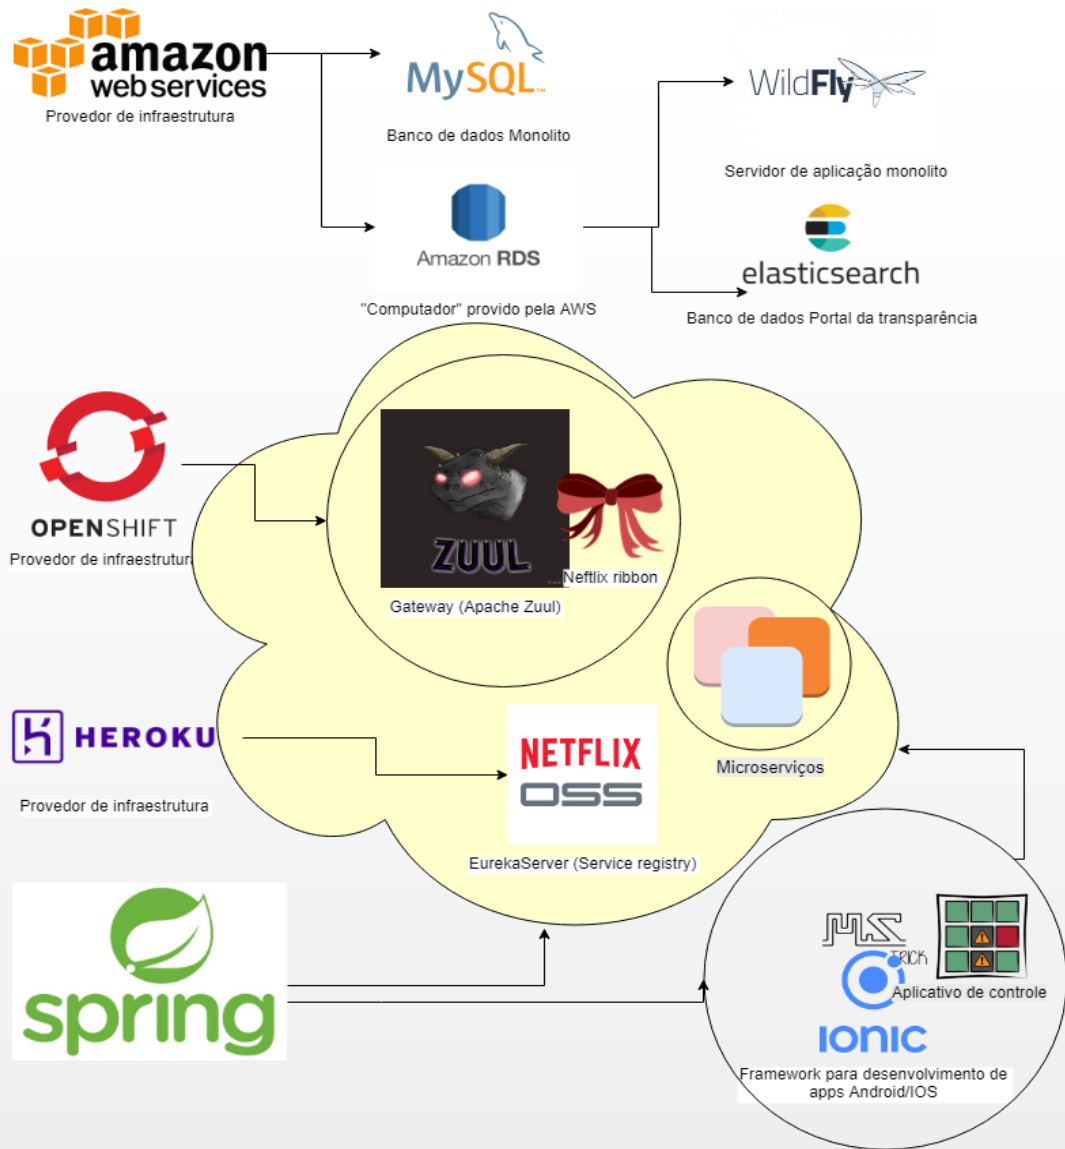 amazon
web services
Provedor de infraestrutura
MySQL
Banco de dados Monolito
WildFly
Servidor de aplicação monolito
Amazon RDS
"Computador" provido pela AWS
elasticsearch
Banco de dados Portal da transparência
OPENSHIFT
Provedor de infraestrutura
ZUUL
Neftlix ribbon
Gateway (Apache Zuul)
HEROKU
Provedor de infraestrutura
NETFLIX
OSS
EurekaServer (Service registry)
Microserviços
spring
MS
TRICK
Aplicativo de controle
IONIC
Framework para desenvolvimento de
apps Android/IOS